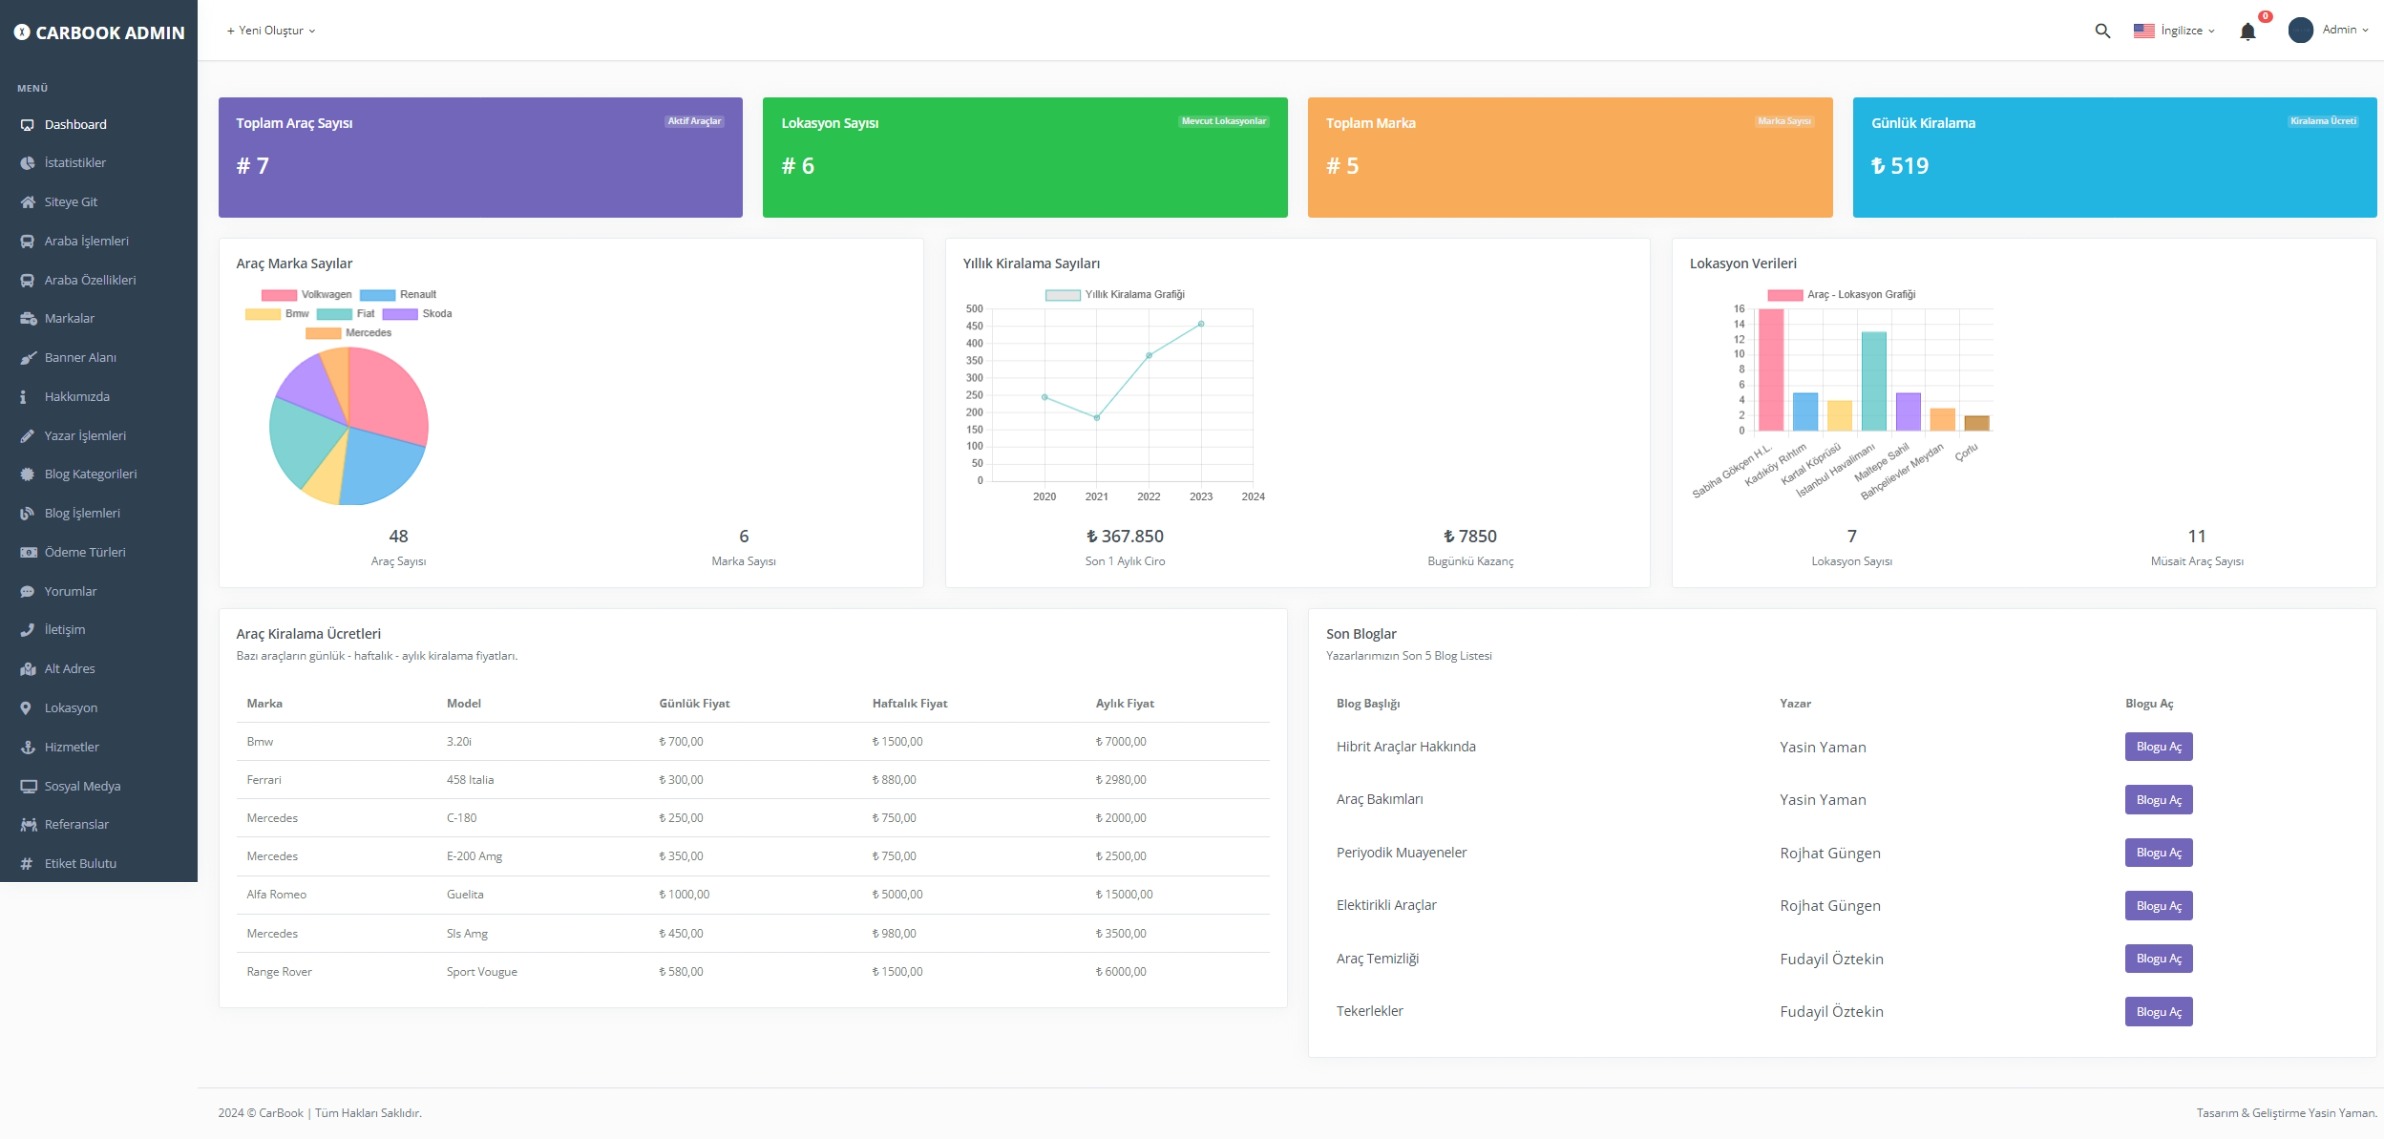 CARBOOK ADMIN
+ Yeni Oluştur
İngilizce
0
Admin
MENÜ
Dashboard
İstatistikler
Siteye Git
Araba İşlemleri
Araba Özellikleri
Markalar
Banner Alanı
Hakkımızda
Yazar İşlemleri
Blog Kategorileri
Blog İşlemleri
Ödeme Türleri
Yorumlar
İletişim
Alt Adres
Lokasyon
Hizmetler
Sosyal Medya
Referanslar
Etiket Bulutu
Toplam Araç Sayısı Aktif Araçlar
# 7
Lokasyon Sayısı Mevcut Lokasyonlar
# 6
Toplam Marka Marka Sayısı
# 5
Günlük Kiralama Kiralama Ücreti
₺ 519
Araç Marka Sayıları
Volkwagen Renault
Bmw Fiat Skoda
Mercedes
48 6
Araç Sayısı Marka Sayısı
Yıllık Kiralama Sayıları
Yıllık Kiralama Grafiği
500
450
400
350
300
250
200
150
100
50
0
2020 2021 2022 2023 2024
₺ 367.850 ₺ 7850
Son 1 Aylık Ciro Bugünkü Kazanç
Lokasyon Verileri
Araç - Lokasyon Grafiği
16
14
12
10
8
6
4
2
0
Sabiha Gökçen H.L.
Kadıköy Rıhtım
Kartal Köprüsü
İstanbul Havalimanı
Maltepe Sahil
Bahçelievler Meydan
Çorlu
7 11
Lokasyon Sayısı Müsait Araç Sayısı
Araç Kiralama Ücretleri
Bazı araçların günlük - haftalık - aylık kiralama fiyatları.
Marka Model Günlük Fiyat Haftalık Fiyat Aylık Fiyat
Bmw 3.20i ₺ 700,00 ₺ 1500,00 ₺ 7000,00
Ferrari 458 Italia ₺ 300,00 ₺ 880,00 ₺ 2980,00
Mercedes C-180 ₺ 250,00 ₺ 750,00 ₺ 2000,00
Mercedes E-200 Amg ₺ 350,00 ₺ 750,00 ₺ 2500,00
Alfa Romeo Guelita ₺ 1000,00 ₺ 5000,00 ₺ 15000,00
Mercedes Sls Amg ₺ 450,00 ₺ 980,00 ₺ 3500,00
Range Rover Sport Vougue ₺ 580,00 ₺ 1500,00 ₺ 6000,00
Son Bloglar
Yazarlarımızın Son 5 Blog Listesi
Blog Başlığı Yazar Blogu Aç
Hibrit Araçlar Hakkında Yasin Yaman Blogu Aç
Araç Bakımları Yasin Yaman Blogu Aç
Periyodik Muayeneler Rojhat Güngen Blogu Aç
Elektirikli Araçlar Rojhat Güngen Blogu Aç
Araç Temizliği Fudayil Öztekin Blogu Aç
Tekerlekler Fudayil Öztekin Blogu Aç
2024 © CarBook | Tüm Hakları Saklıdır.
Tasarım & Geliştirme Yasin Yaman.